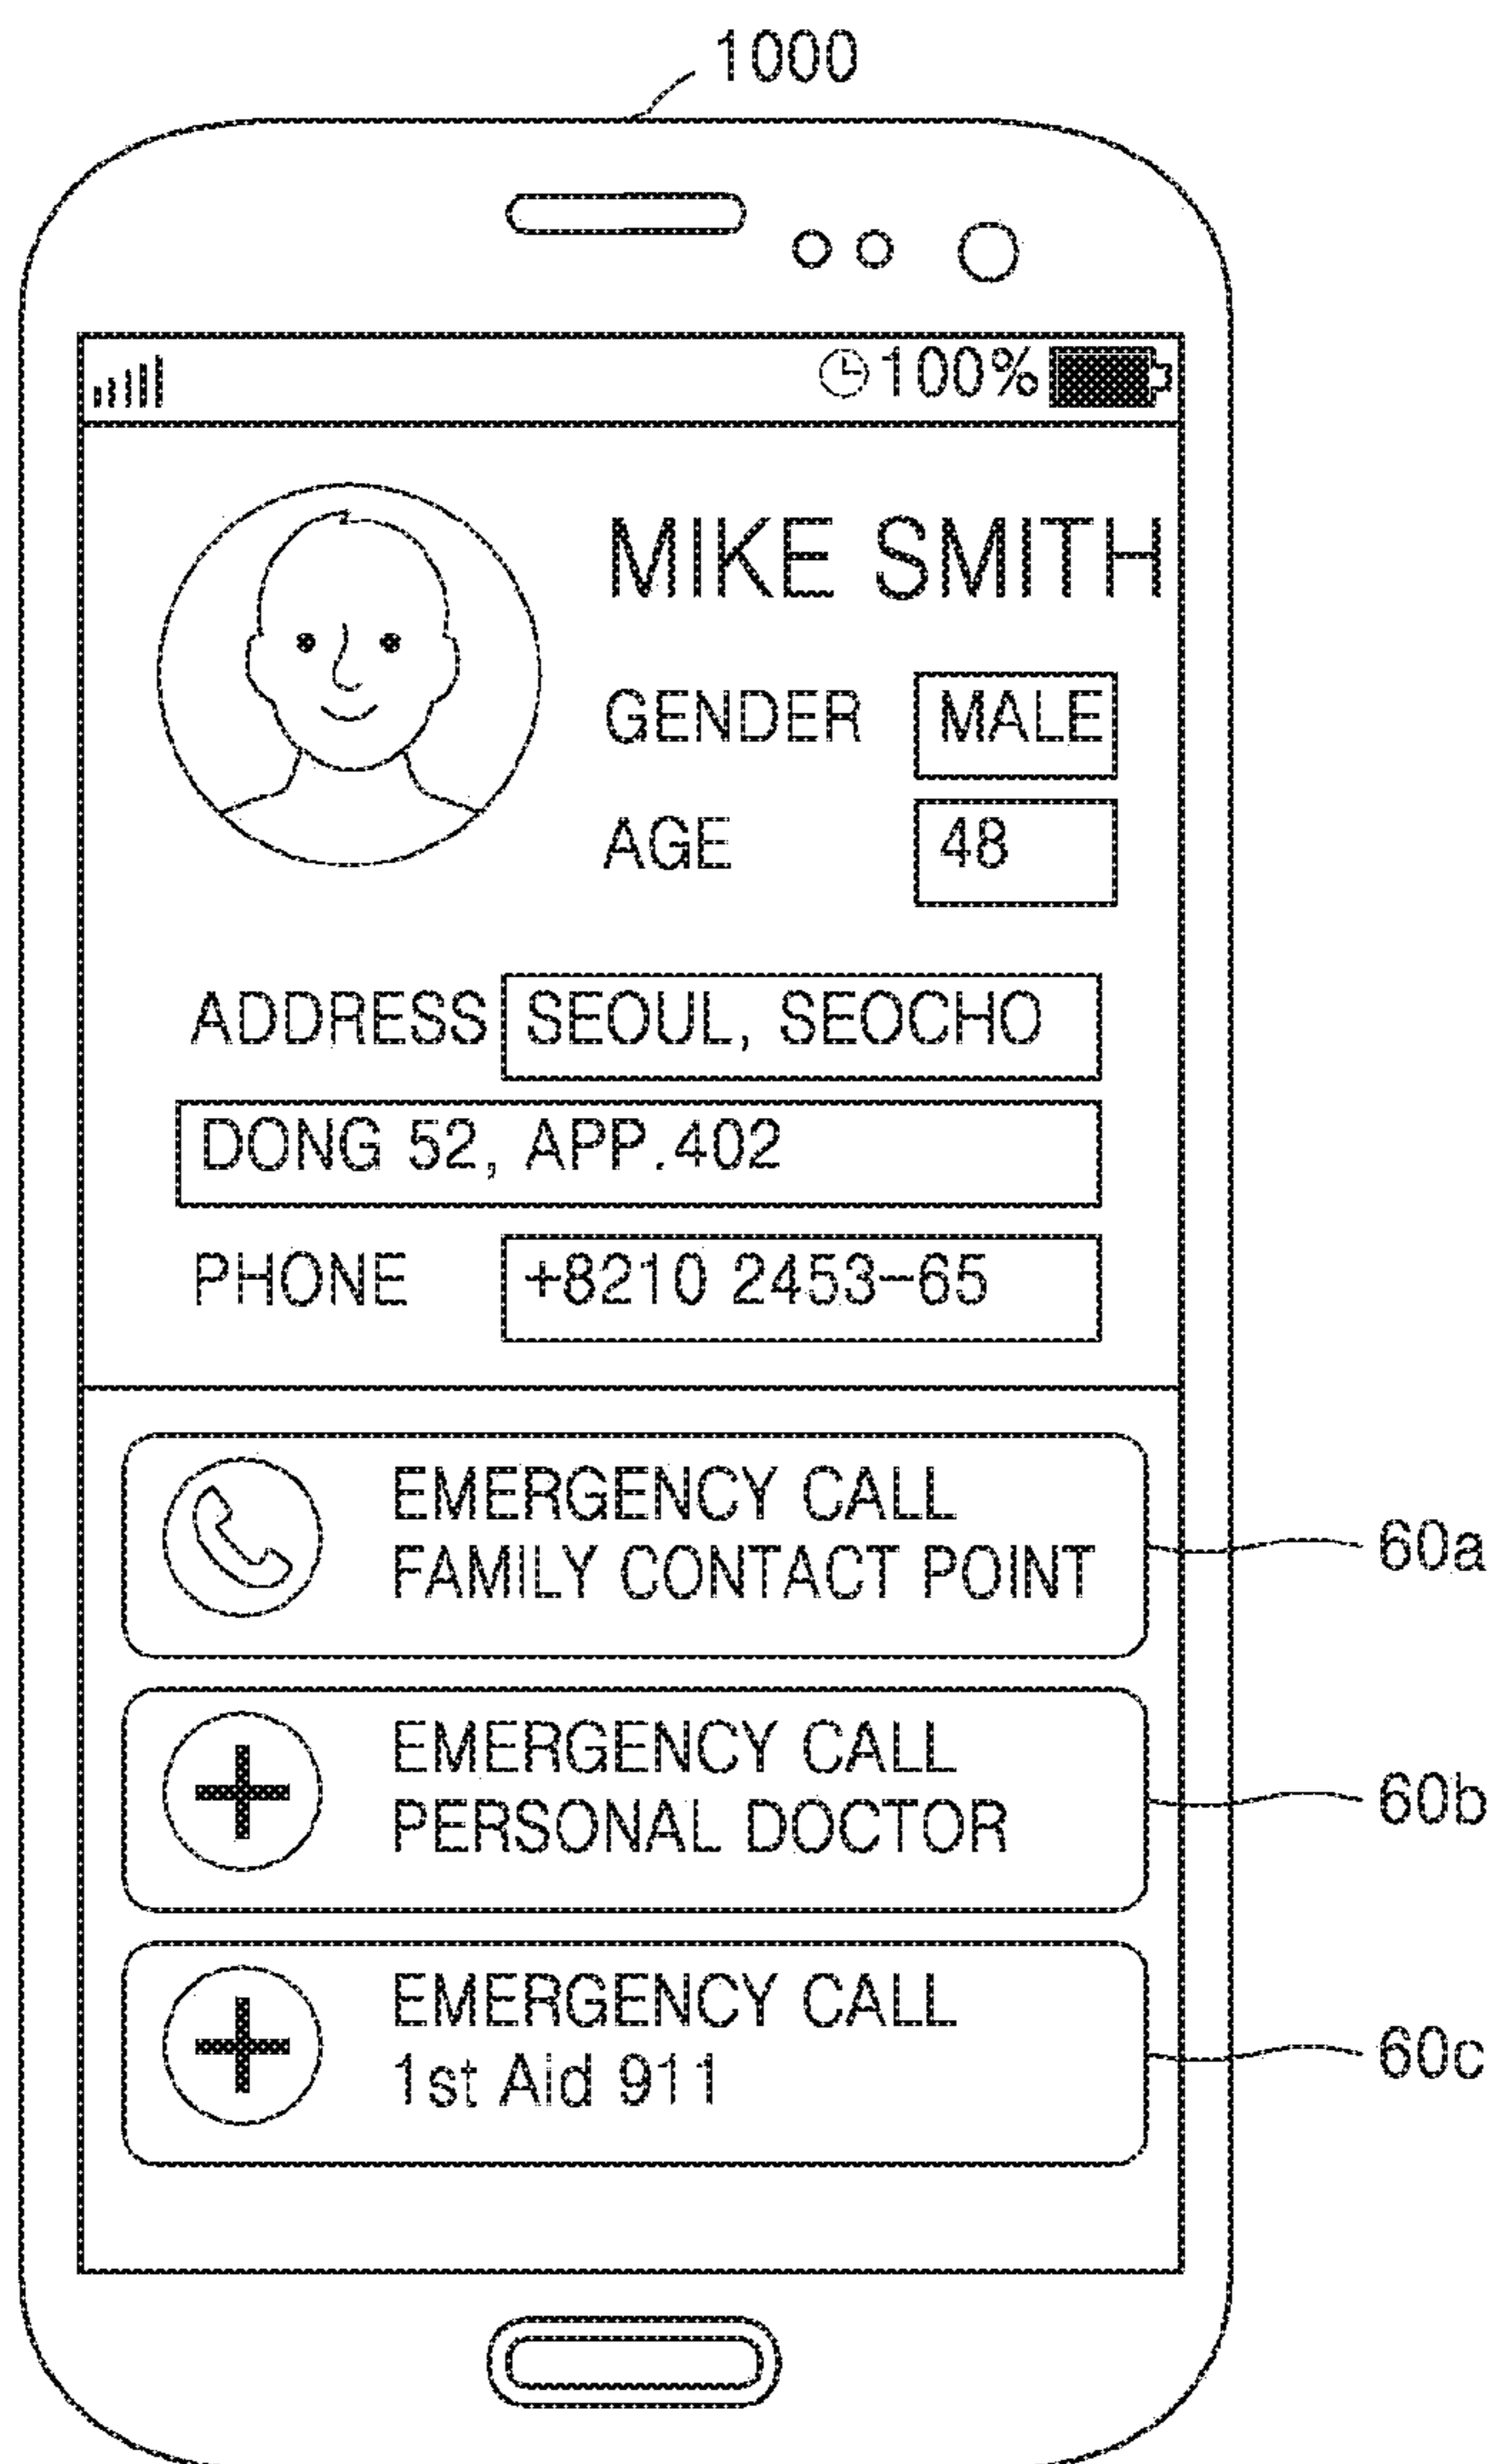 1000
100%
MIKE SMITH
GENDER MALE
AGE 48
ADDRESS SEOUL, SEOCHO
DONG 52, APP.402
PHONE +8210 2453-65
EMERGENCY CALL
FAMILY CONTACT POINT
60a
EMERGENCY CALL
PERSONAL DOCTOR
60b
EMERGENCY CALL
1st Aid 911
60c